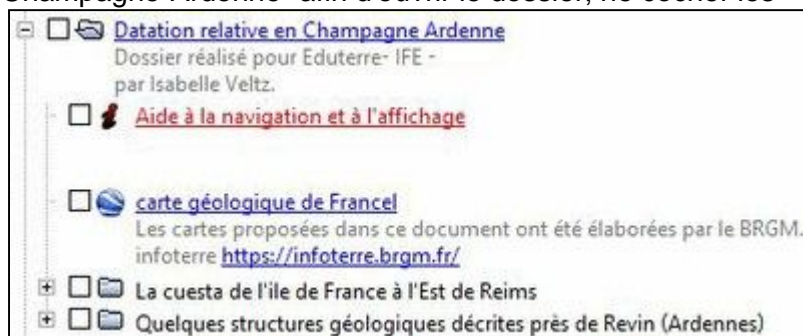 Champagne Ardenne" afin d'ouvrir le dossier, ne cocher les
Datation relative en Champagne Ardenne
Dossier réalisé pour Eduterre- IFE -
par Isabelle Veltz.
Aide à la navigation et à l'affichage
carte géologique de Francel
Les cartes proposées dans ce document ont été élaborées par le BRGM.
infoterre https://infoterre.brgm.fr/
La cuesta de l'ile de France à l'Est de Reims
Quelques structures géologiques décrites près de Revin (Ardennes)